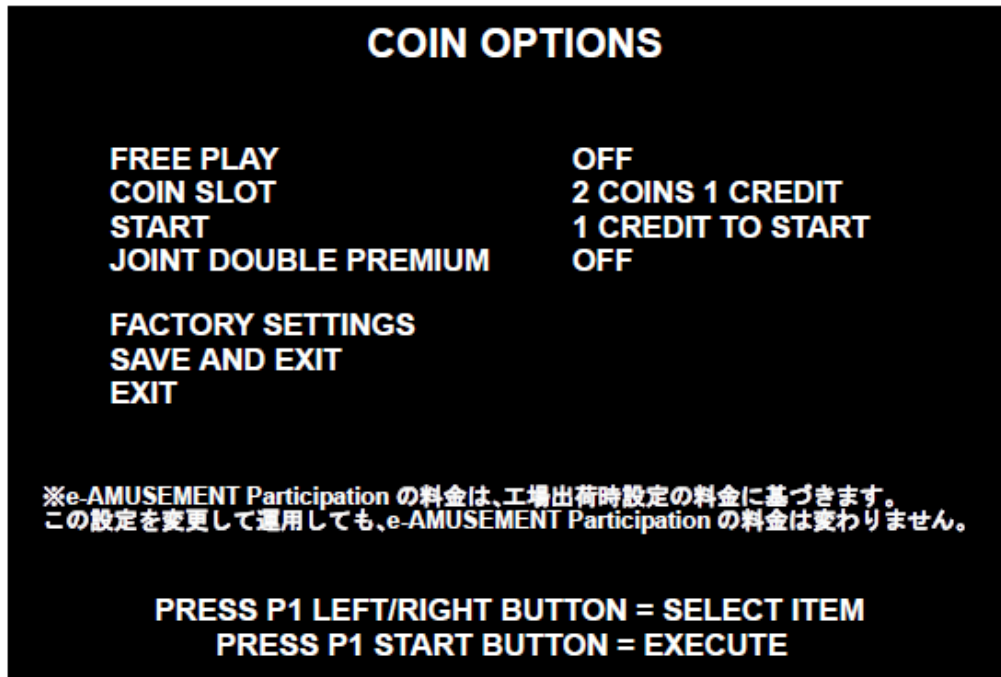 COIN OPTIONS
FREE PLAY OFF
COIN SLOT 2 COINS 1 CREDIT
START 1 CREDIT TO START
JOINT DOUBLE PREMIUM OFF
FACTORY SETTINGS
SAVE AND EXIT
EXIT
※e-AMUSEMENT Participation の料金は、工場出荷時設定の料金に基づきます。
この設定を変更して運用しても、e-AMUSEMENT Participation の料金は変わりません。
PRESS P1 LEFT/RIGHT BUTTON = SELECT ITEM
PRESS P1 START BUTTON = EXECUTE